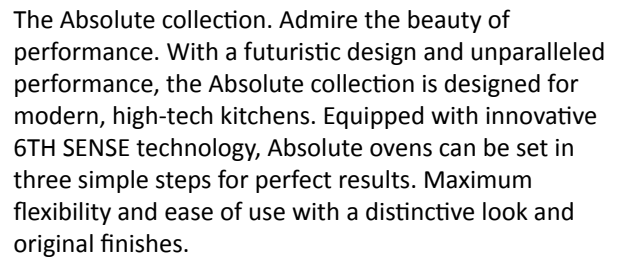 The Absolute collection. Admire the beauty of
performance. With a futuristic design and unparalleled
performance, the Absolute collection is designed for
modern, high-tech kitchens. Equipped with innovative
6TH SENSE technology, Absolute ovens can be set in
three simple steps for perfect results. Maximum
flexibility and ease of use with a distinctive look and
original finishes.